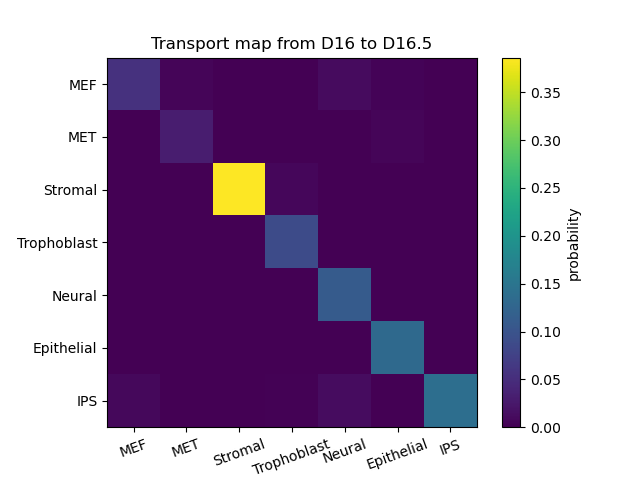 Transport map from D16 to D16.5
MEF
MET
Stromal
Trophoblast
Neural
Epithelial
IPS
MEF
MET
Stromal
Trophoblast
Neural
Epithelial
IPS
0.35
0.30
0.25
0.20
0.15
0.10
0.05
0.00
probability